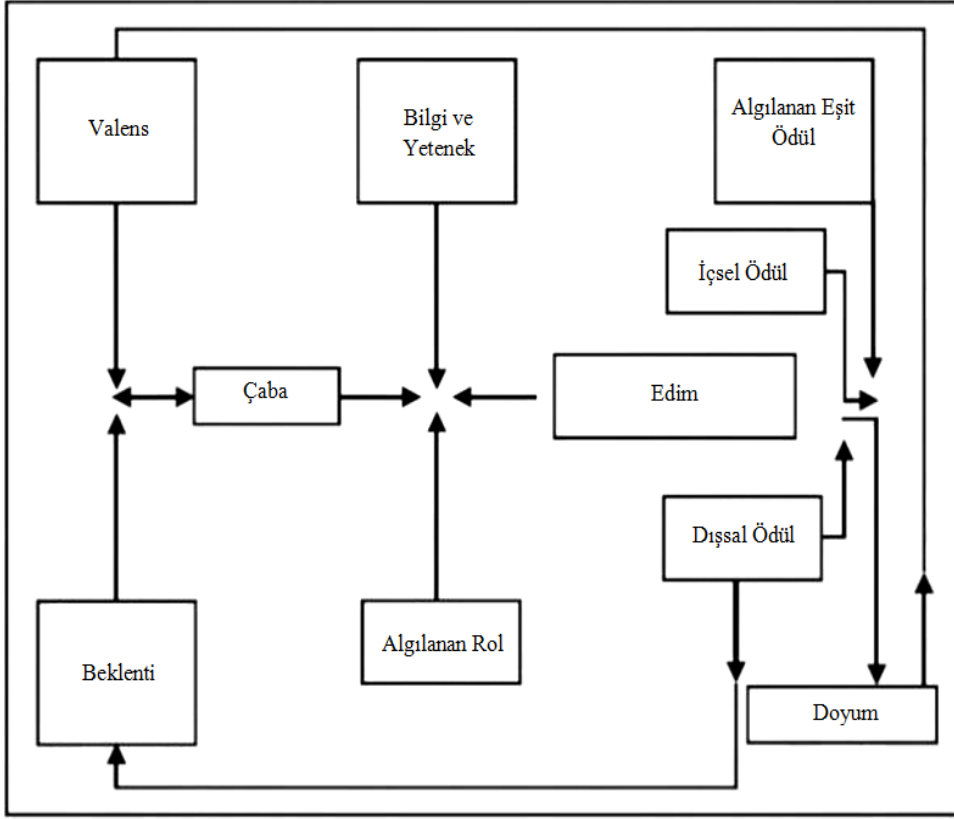 Valens
Bilgi ve
Yetenek
Algılanan Eşit
Ödül
İçsel Ödül
Çaba
Edim
Dışsal Ödül
Beklenti
Algılanan Rol
Doyum